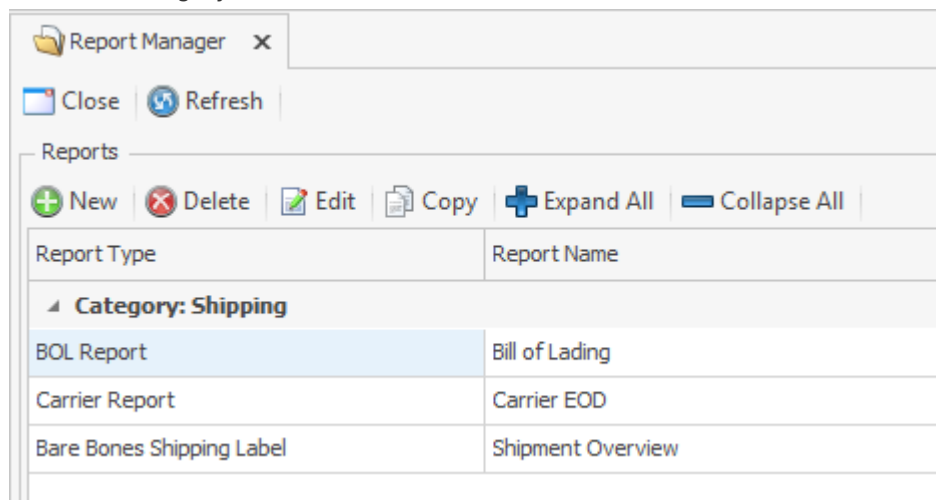 Report Manager x
Close Refresh
Reports
New Delete Edit Copy Expand All Collapse All
Report Type Report Name
Category: Shipping
BOL Report Bill of Lading
Carrier Report Carrier EOD
Bare Bones Shipping Label Shipment Overview